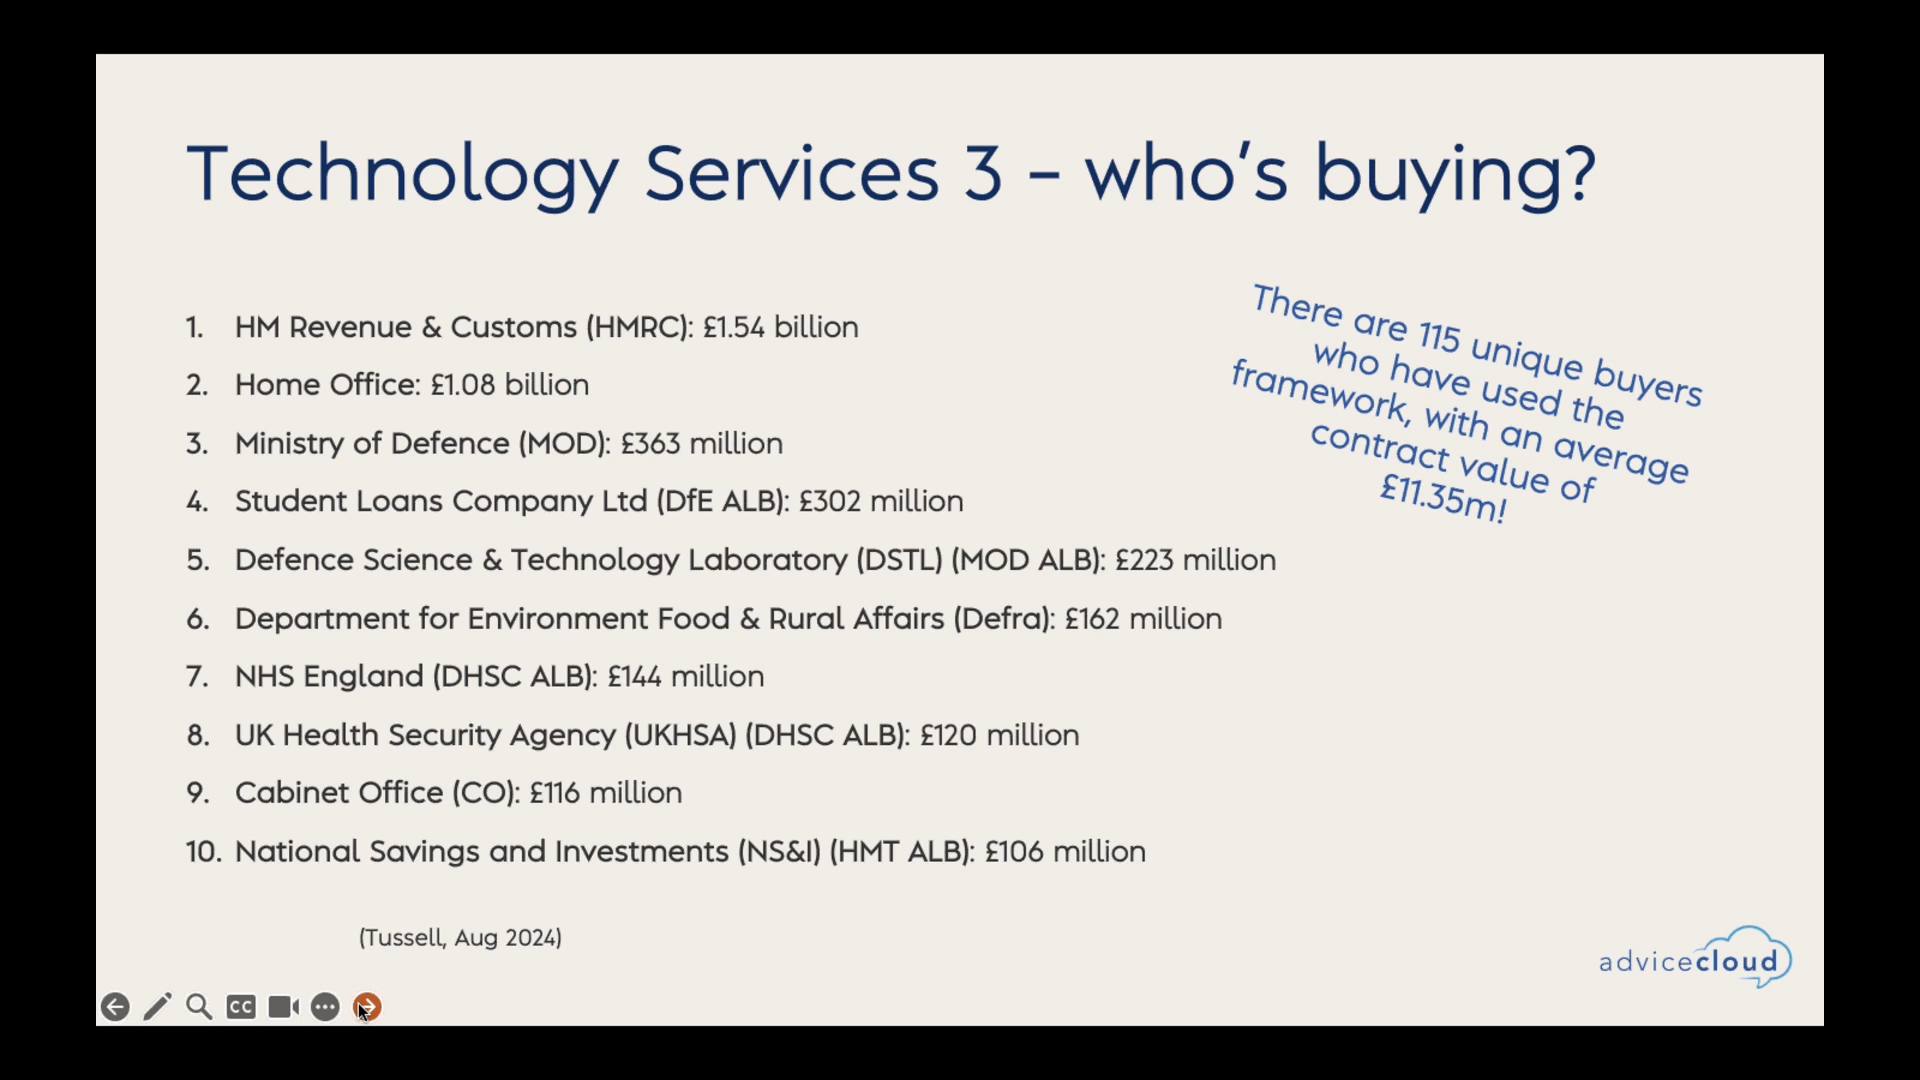 Technology Services 3 - who's buying?
1. HM Revenue & Customs (HMRC): £1.54 billion
2. Home Office: £1.08 billion
3. Ministry of Defence (MOD): £363 million
4. Student Loans Company Ltd (DfE ALB): £302 million
5. Defence Science & Technology Laboratory (DSTL) (MOD ALB): £223 million
6. Department for Environment Food & Rural Affairs (Defra): £162 million
7. NHS England (DHSC ALB): £144 million
8. UK Health Security Agency (UKHSA) (DHSC ALB): £120 million
9. Cabinet Office (CO): £116 million
10. National Savings and Investments (NS&I) (HMT ALB): £106 million
There are 115 unique buyers
who have used the
framework, with an average
contract value of
£11.35m!
(Tussell, Aug 2024)
advicecloud
CC